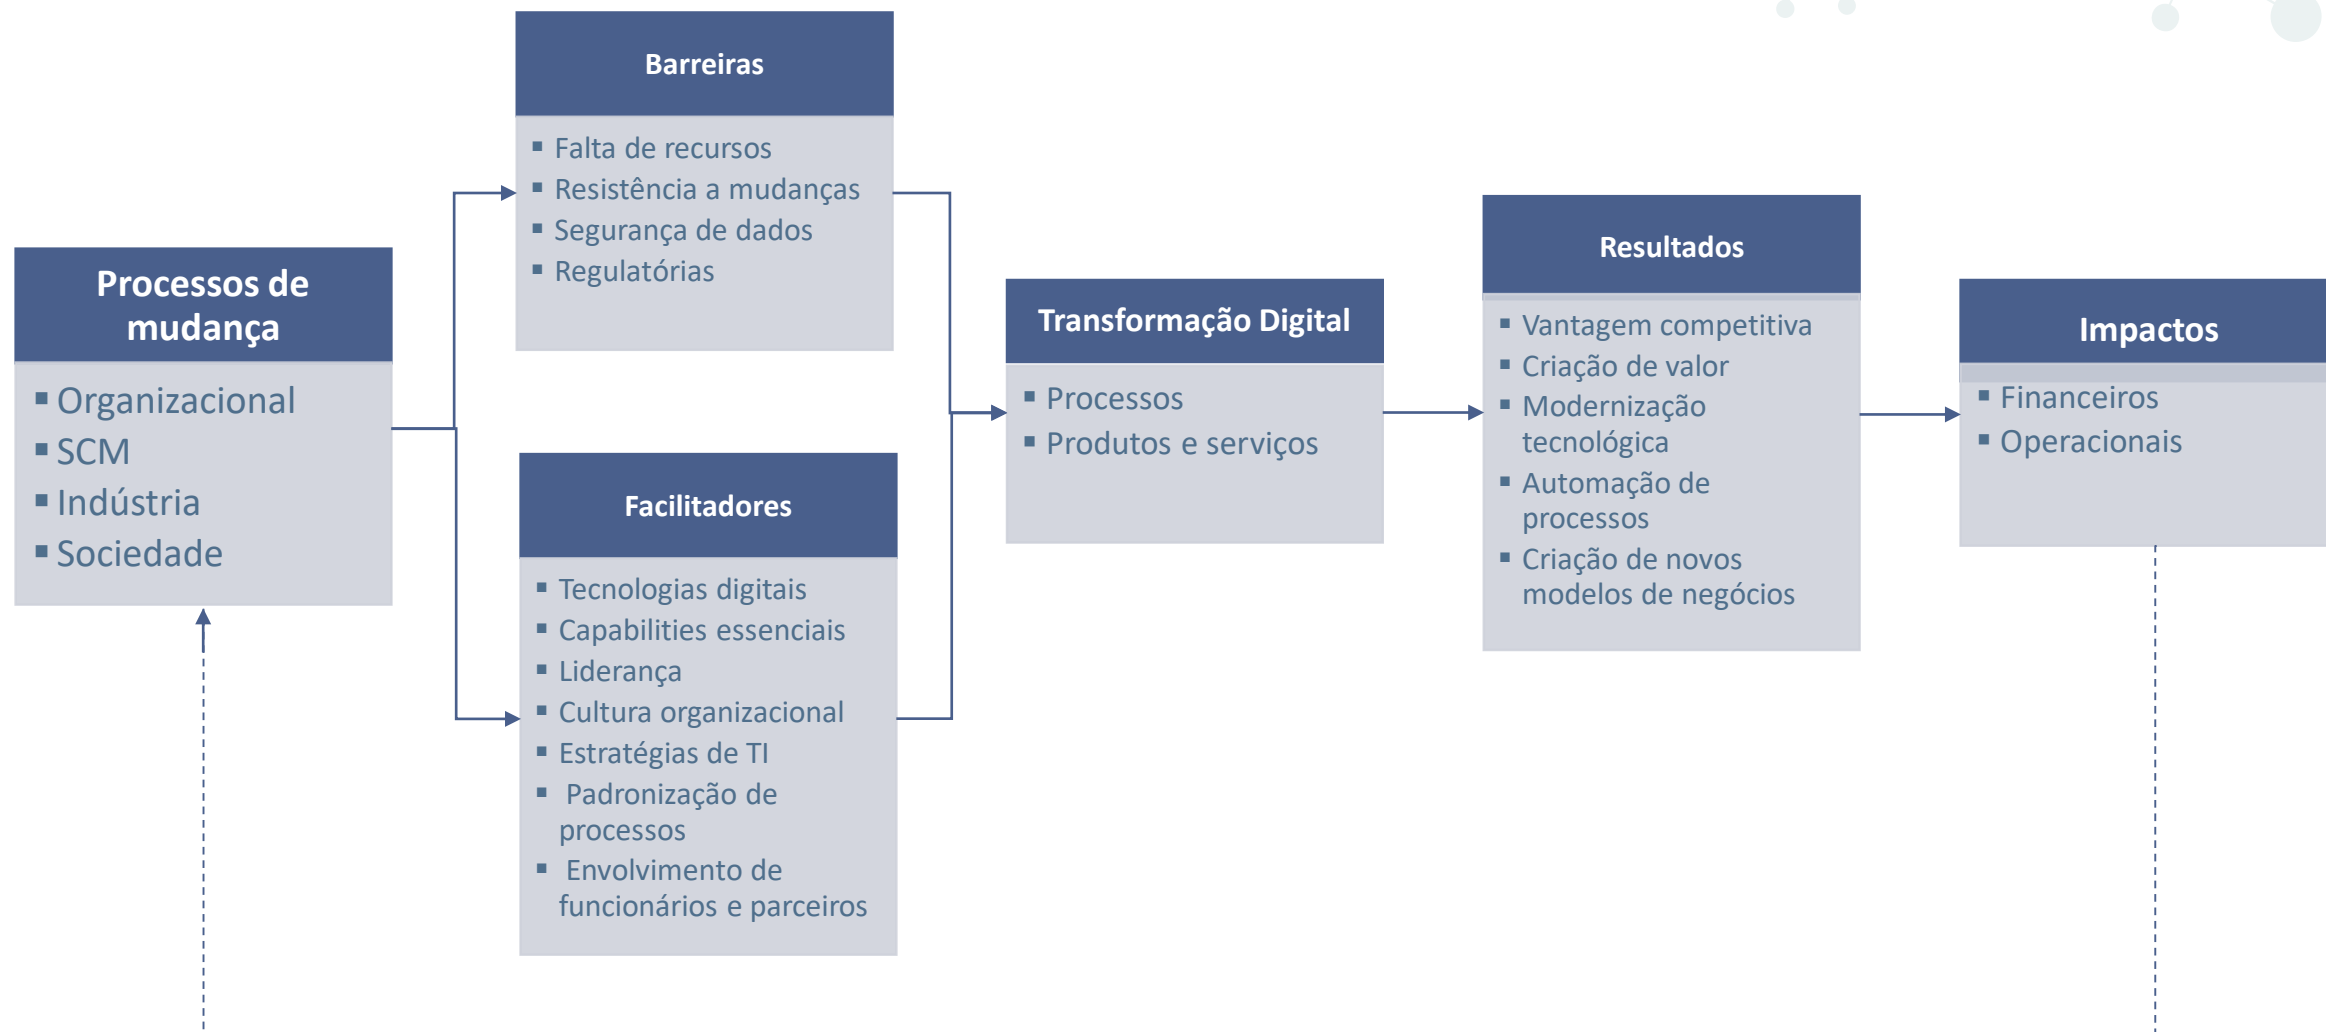 Processos de
mudança
▪ Organizacional
▪ SCM
▪ Indústria
▪ Sociedade
Barreiras
▪ Falta de recursos
▪ Resistência a mudanças
▪ Segurança de dados
▪ Regulatórias
Facilitadores
▪ Tecnologias digitais
▪ Capabilities essenciais
▪ Liderança
▪ Cultura organizacional
▪ Estratégias de TI
▪ Padronização de
processos
▪ Envolvimento de
funcionários e parceiros
Transformação Digital
▪ Processos
▪ Produtos e serviços
Resultados
▪ Vantagem competitiva
▪ Criação de valor
▪ Modernização
tecnológica
▪ Automação de
processos
▪ Criação de novos
modelos de negócios
Impactos
▪ Financeiros
▪ Operacionais